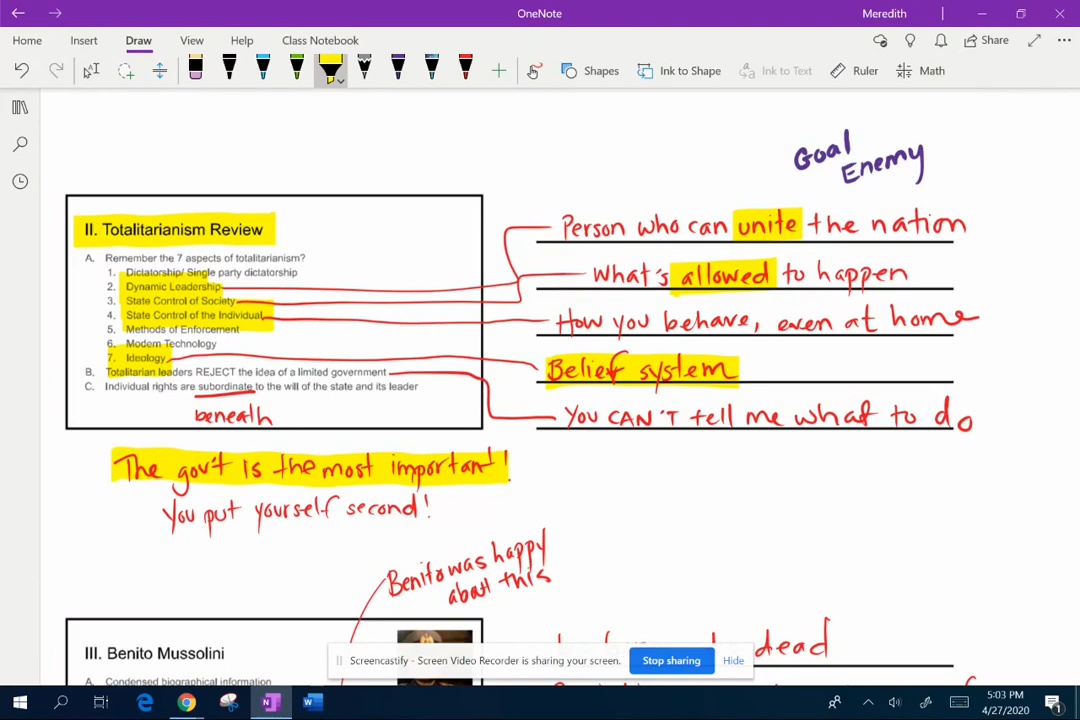 OneNote
Meredith
Home Insert Draw View Help Class Notebook
Share
Shapes Ink to Shape Ink to Text Ruler Math
Goal
Enemy
II. Totalitarianism Review
A. Remember the 7 aspects of totalitarianism?
1. Dictatorship/ Single party dictatorship
2. Dynamic Leadership
3. State Control of Society
4. State Control of the Individual
5. Methods of Enforcement
6. Modern Technology
7. Ideology
B. Totalitarian leaders REJECT the idea of a limited government
C. Individual rights are subordinate to the will of the state and its leader
beneath
Person who can unite the nation
What's allowed to happen
How you behave, even at home
Belief system
You CAN'T tell me what to do
The gov't is the most important!
You put yourself second!
Benito was happy
about this
III. Benito Mussolini
A. Condensed biographical information
dead
Screencastify - Screen Video Recorder is sharing your screen.
Stop sharing
Hide
5:03 PM
4/27/2020